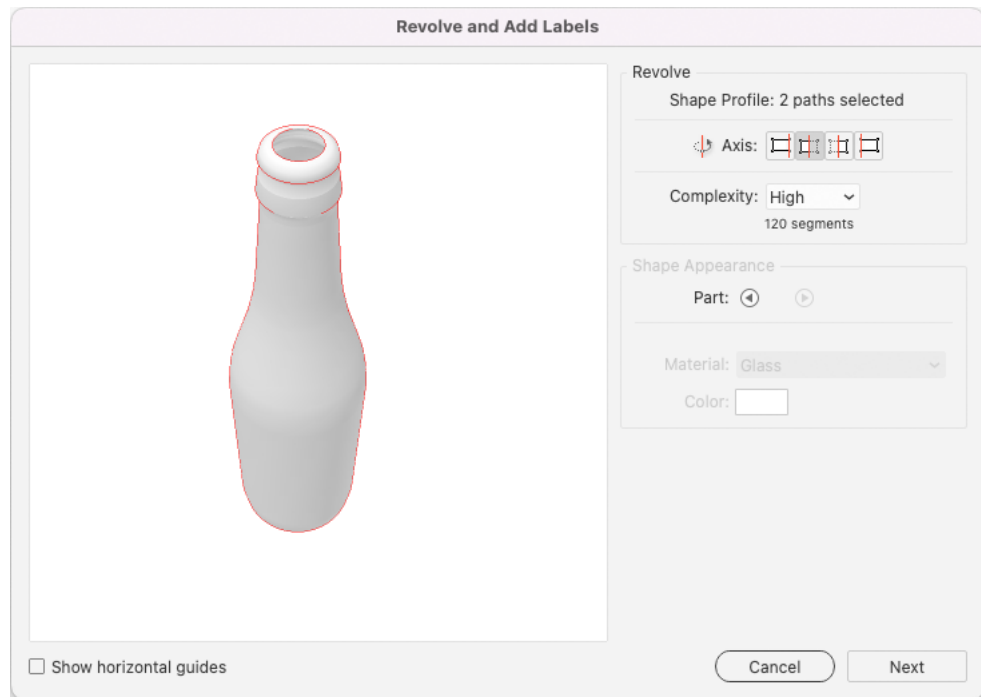 Revolve and Add Labels
Revolve
Shape Profile: 2 paths selected
Axis:
Complexity: High
120 segments
Shape Appearance
Part:
Material: Glass
Color:
Show horizontal guides
Cancel
Next